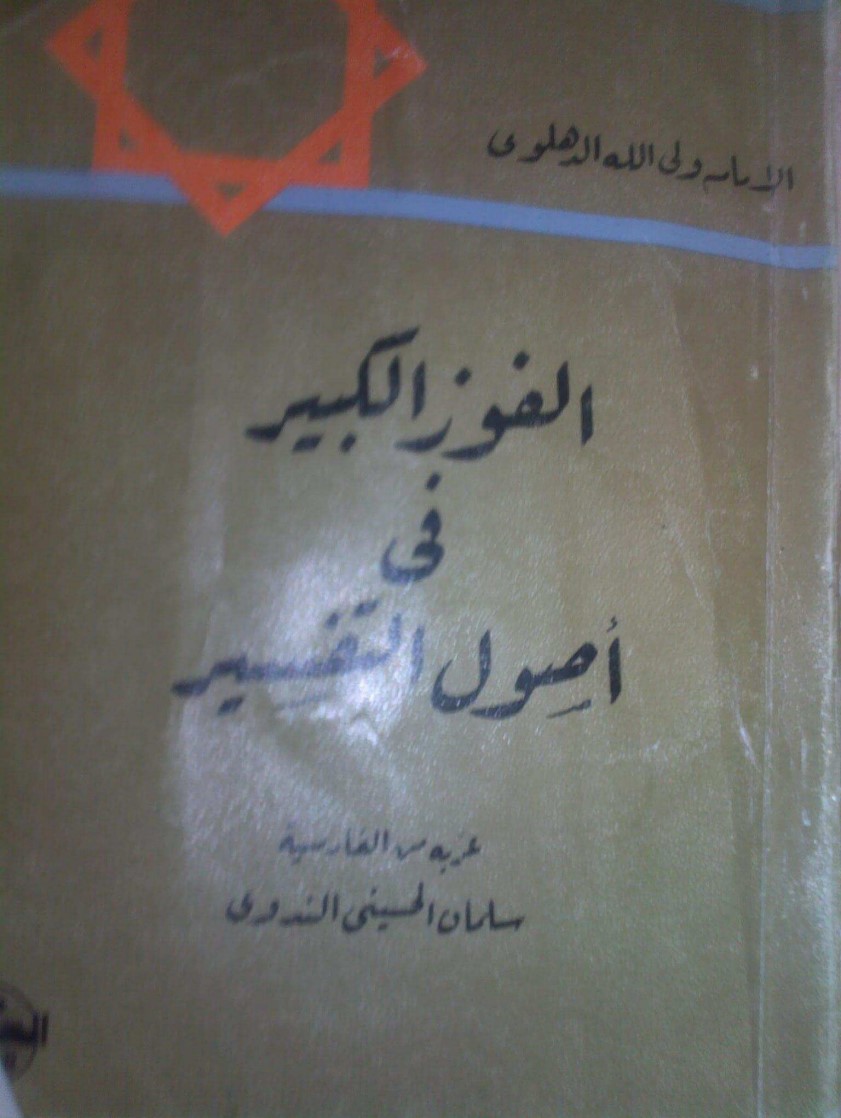 الإمام ولى الله الدهلوى
الفوز الكبير
فى
أصول التفسير
عربه من الفارسية
سلمان الحسينى الندوى